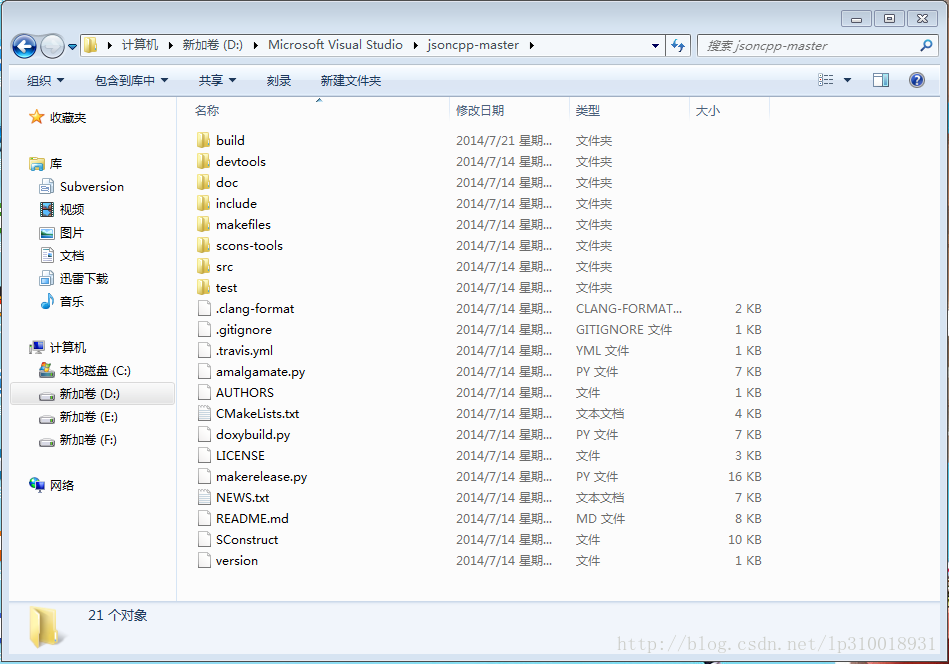 计算机 新加卷 (D:) Microsoft Visual Studio jsoncpp-master
搜索 jsoncpp-master
组织 包含到库中 共享 刻录 新建文件夹
收藏夹
库
Subversion
视频
图片
文档
迅雷下载
音乐
计算机
本地磁盘 (C:)
新加卷 (D:)
新加卷 (E:)
新加卷 (F:)
网络
名称 修改日期 类型 大小
build 2014/7/21 星期... 文件夹
devtools 2014/7/14 星期... 文件夹
doc 2014/7/14 星期... 文件夹
include 2014/7/14 星期... 文件夹
makefiles 2014/7/14 星期... 文件夹
scons-tools 2014/7/14 星期... 文件夹
src 2014/7/14 星期... 文件夹
test 2014/7/14 星期... 文件夹
.clang-format 2014/7/14 星期... CLANG-FORMAT... 2 KB
.gitignore 2014/7/14 星期... GITIGNORE 文件 1 KB
.travis.yml 2014/7/14 星期... YML 文件 1 KB
amalgamate.py 2014/7/14 星期... PY 文件 7 KB
AUTHORS 2014/7/14 星期... 文件 1 KB
CMakeLists.txt 2014/7/14 星期... 文本文档 4 KB
doxybuild.py 2014/7/14 星期... PY 文件 7 KB
LICENSE 2014/7/14 星期... 文件 3 KB
makerelease.py 2014/7/14 星期... PY 文件 16 KB
NEWS.txt 2014/7/14 星期... 文本文档 7 KB
README.md 2014/7/14 星期... MD 文件 8 KB
SConstruct 2014/7/14 星期... 文件 10 KB
version 2014/7/14 星期... 文件 1 KB
21 个对象
http://blog.csdn.net/lp310018931